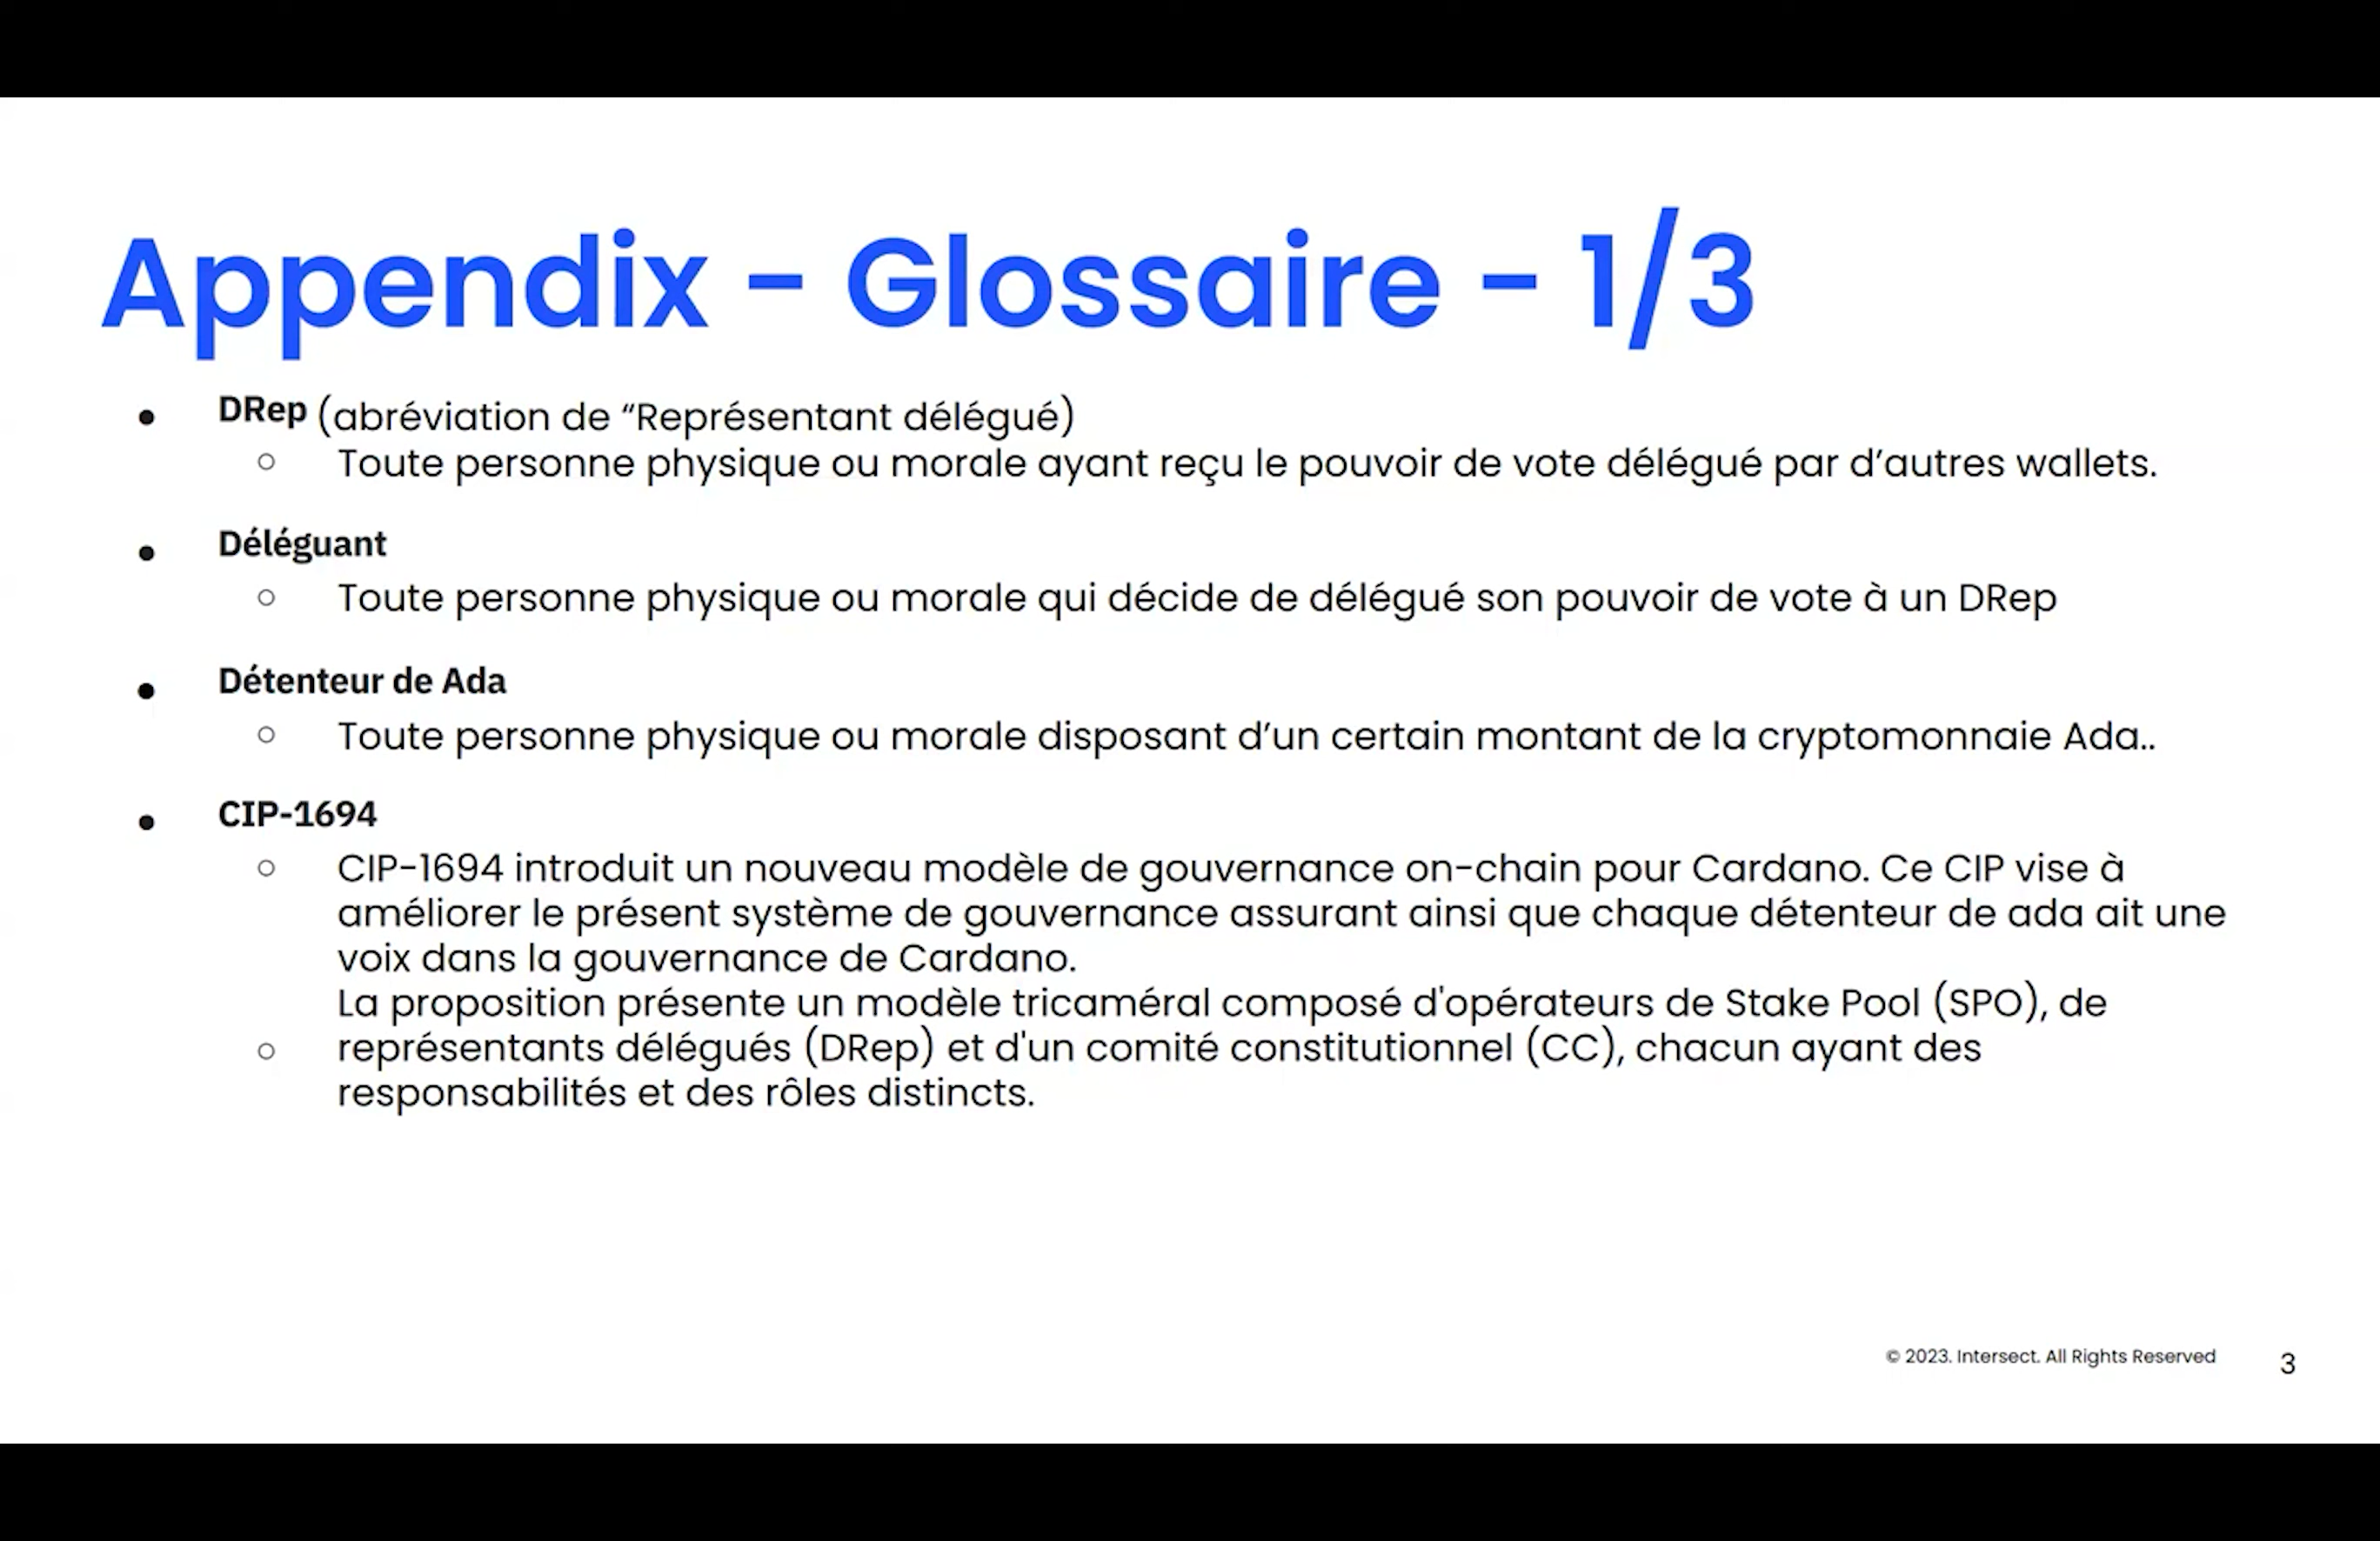 Appendix - Glossaire - 1/3
● DRep (abréviation de “Représentant délégué)
○ Toute personne physique ou morale ayant reçu le pouvoir de vote délégué par d’autres wallets.
● Déléguant
○ Toute personne physique ou morale qui décide de délégué son pouvoir de vote à un DRep
● Détenteur de Ada
○ Toute personne physique ou morale disposant d’un certain montant de la cryptomonnaie Ada..
● CIP-1694
○ CIP-1694 introduit un nouveau modèle de gouvernance on-chain pour Cardano. Ce CIP vise à
améliorer le présent système de gouvernance assurant ainsi que chaque détenteur de ada ait une
voix dans la gouvernance de Cardano.
La proposition présente un modèle tricaméral composé d'opérateurs de Stake Pool (SPO), de
○ représentants délégués (DRep) et d'un comité constitutionnel (CC), chacun ayant des
responsabilités et des rôles distincts.
© 2023. Intersect. All Rights Reserved
3